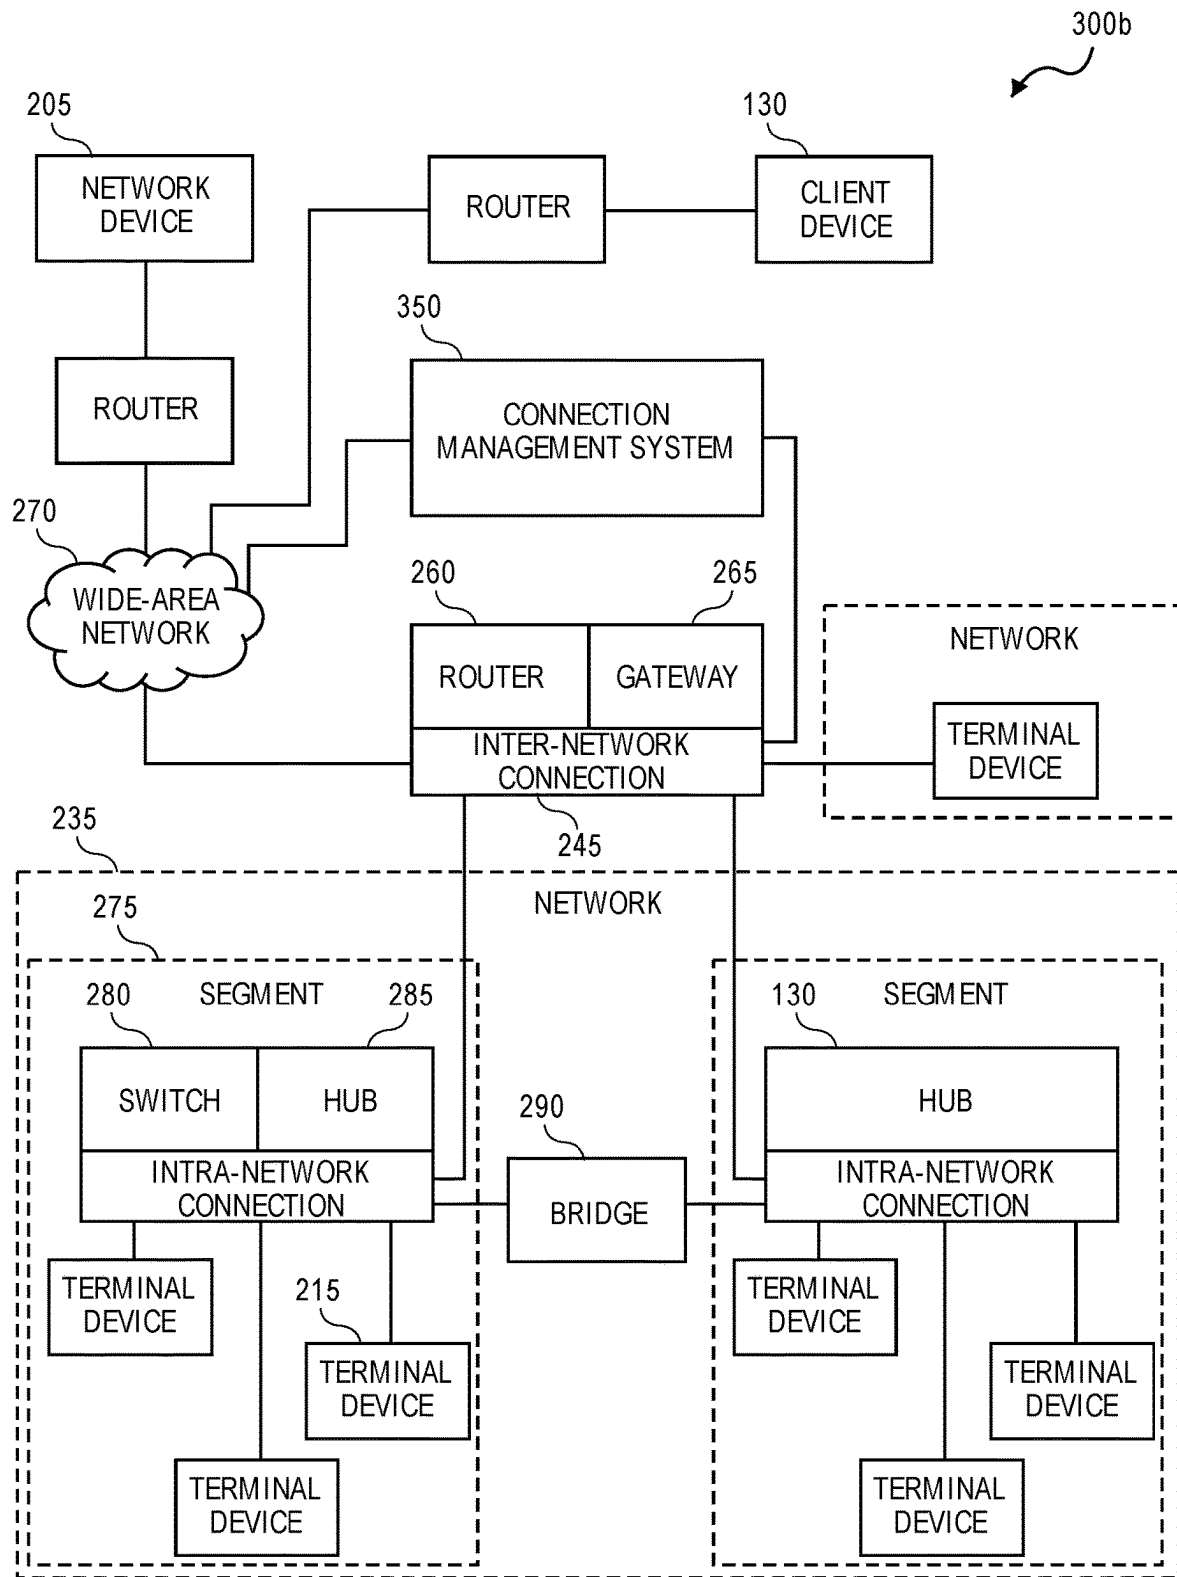 300b
205
130
NETWORK
DEVICE
ROUTER
CLIENT
DEVICE
350
ROUTER
CONNECTION
MANAGEMENT SYSTEM
270
WIDE-AREA
NETWORK
260
265
ROUTER
GATEWAY
INTER-NETWORK
CONNECTION
245
NETWORK
TERMINAL
DEVICE
235
NETWORK
275
SEGMENT
280
285
SWITCH
HUB
INTRA-NETWORK
CONNECTION
TERMINAL
DEVICE
215
TERMINAL
DEVICE
TERMINAL
DEVICE
290
BRIDGE
SEGMENT
130
HUB
INTRA-NETWORK
CONNECTION
TERMINAL
DEVICE
TERMINAL
DEVICE
TERMINAL
DEVICE